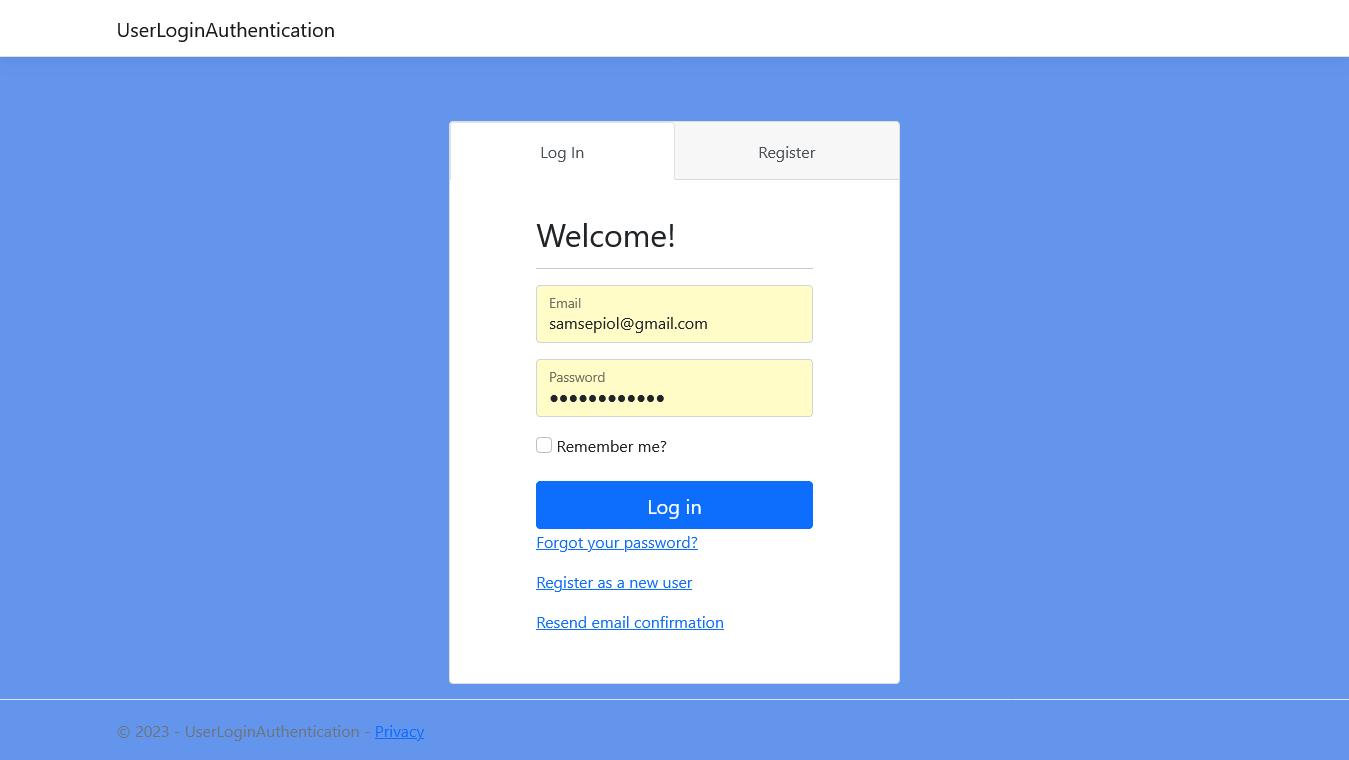 UserLoginAuthentication
Log In
Register
Welcome!
Email
samsepiol@gmail.com
Password
●●●●●●●●●●●●
Remember me?
Log in
Forgot your password?
Register as a new user
Resend email confirmation
© 2023 - UserLoginAuthentication - Privacy